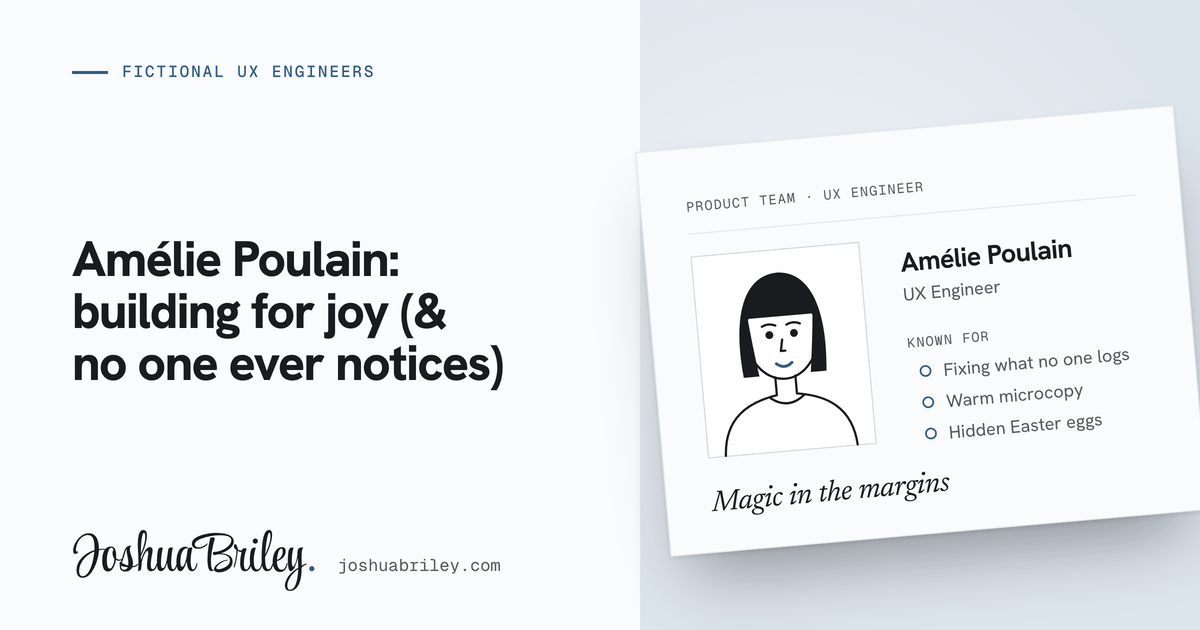 FICTIONAL UX ENGINEERS
Amélie Poulain:
building for joy (&
no one ever notices)
JoshuaBriley.
joshuabriley.com
PRODUCT TEAM · UX ENGINEER
Amélie Poulain
UX Engineer
KNOWN FOR
Fixing what no one logs
Warm microcopy
Hidden Easter eggs
Magic in the margins